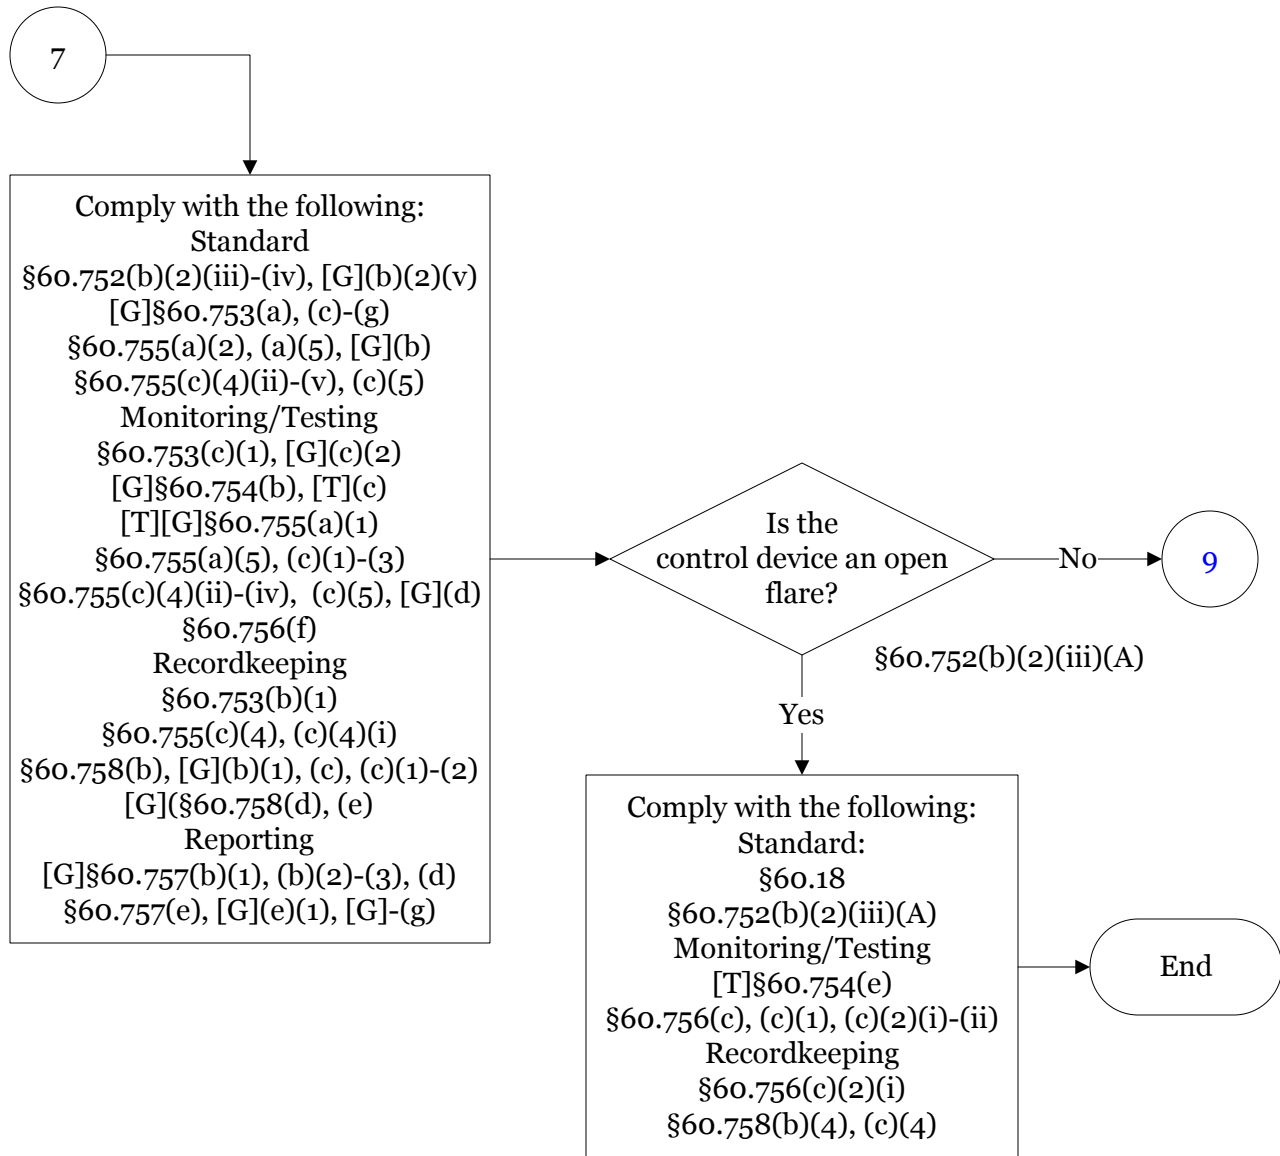 7
Comply with the following:
Standard
§60.752(b)(2)(iii)-(iv), [G](b)(2)(v)
[G]§60.753(a), (c)-(g)
§60.755(a)(2), (a)(5), [G](b)
§60.755(c)(4)(ii)-(v), (c)(5)
Monitoring/Testing
§60.753(c)(1), [G](c)(2)
[G]§60.754(b), [T](c)
[T][G]§60.755(a)(1)
§60.755(a)(5), (c)(1)-(3)
§60.755(c)(4)(ii)-(iv),  (c)(5), [G](d)
§60.756(f)
Recordkeeping
§60.753(b)(1)
§60.755(c)(4), (c)(4)(i)
§60.758(b), [G](b)(1), (c), (c)(1)-(2)
[G](§60.758(d), (e)
Reporting
[G]§60.757(b)(1), (b)(2)-(3), (d)
§60.757(e), [G](e)(1), [G]-(g)
Is the
control device an open
flare?
No
9
§60.752(b)(2)(iii)(A)
Yes
Comply with the following:
Standard:
§60.18
§60.752(b)(2)(iii)(A)
Monitoring/Testing
[T]§60.754(e)
§60.756(c), (c)(1), (c)(2)(i)-(ii)
Recordkeeping
§60.756(c)(2)(i)
§60.758(b)(4), (c)(4)
End